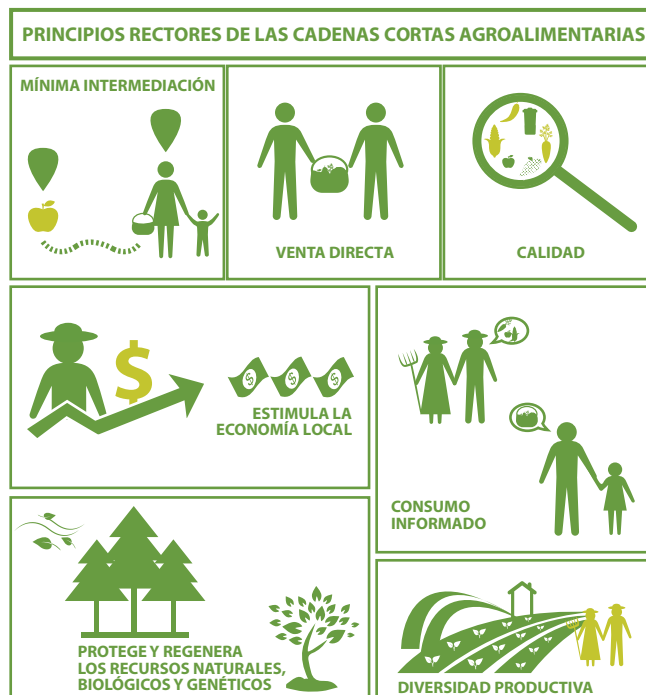 PRINCIPIOS RECTORES DE LAS CADENAS CORTAS AGROALIMENTARIAS
MÍNIMA INTERMEDIACIÓN
VENTA DIRECTA
CALIDAD
$
ESTIMULA LA
ECONOMÍA LOCAL
CONSUMO
INFORMADO
PROTEGE Y REGENERA
LOS RECURSOS NATURALES,
BIOLÓGICOS Y GENÉTICOS
DIVERSIDAD PRODUCTIVA